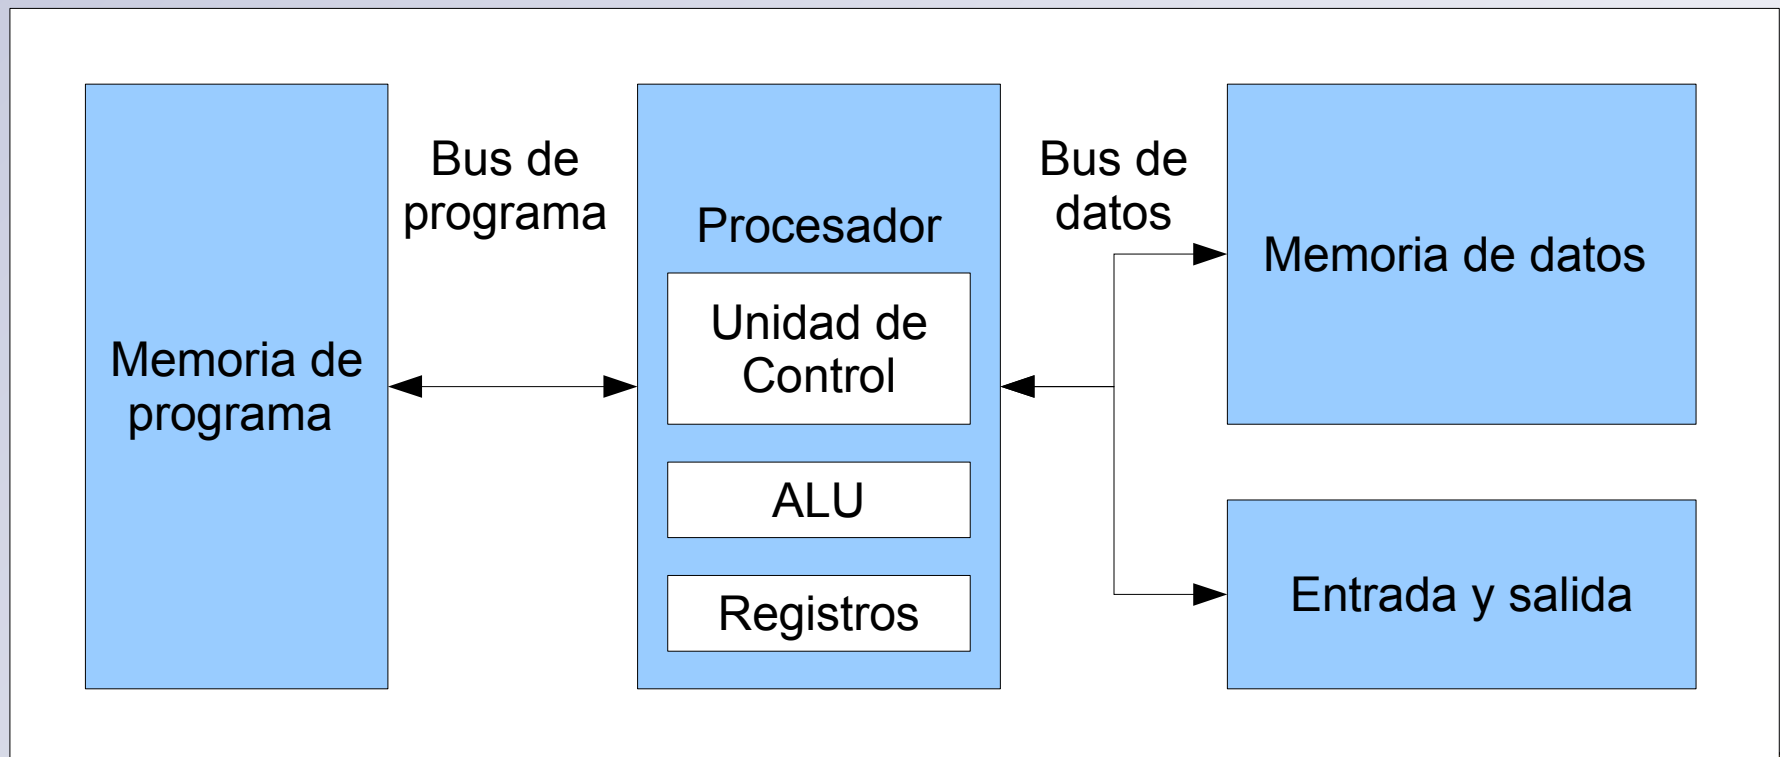 Memoria de
programa
Bus de
programa
Procesador
Unidad de
Control
ALU
Registros
Bus de
datos
Memoria de datos
Entrada y salida